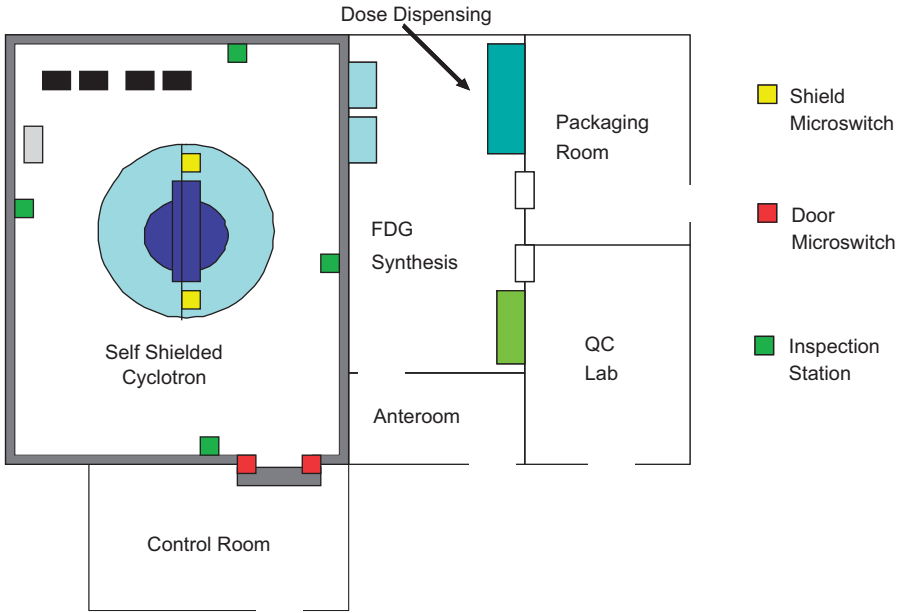 Dose Dispensing
Packaging
Room
FDG
Synthesis
Self Shielded
Cyclotron
QC
Lab
Anteroom
Control Room
Shield
Microswitch
Door
Microswitch
Inspection
Station